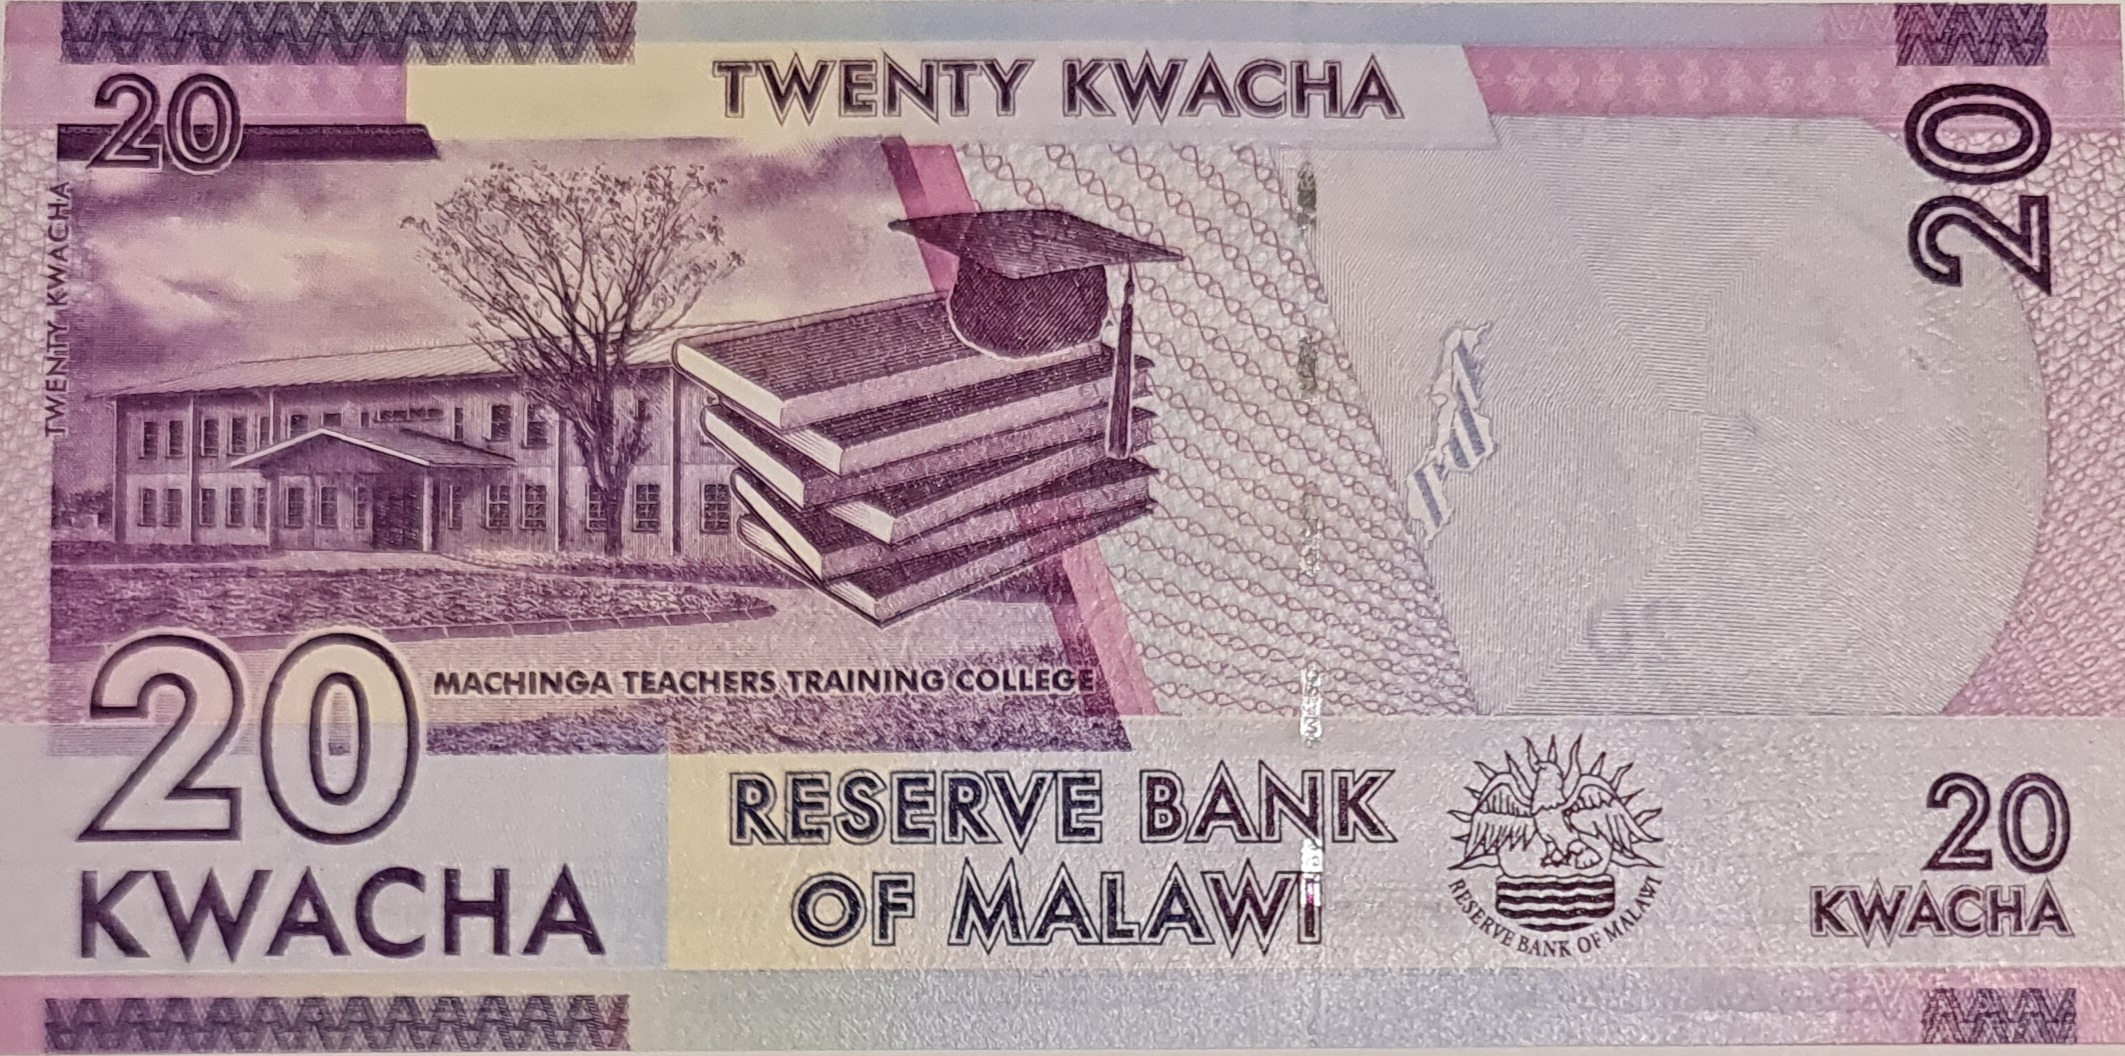 TWENTY KWACHA
20
20
TWENTY KWACHA
MACHINGA TEACHERS TRAINING COLLEGE
20
KWACHA
RESERVE BANK
OF MALAWI
RESERVE BANK OF MALAWI
20
KWACHA